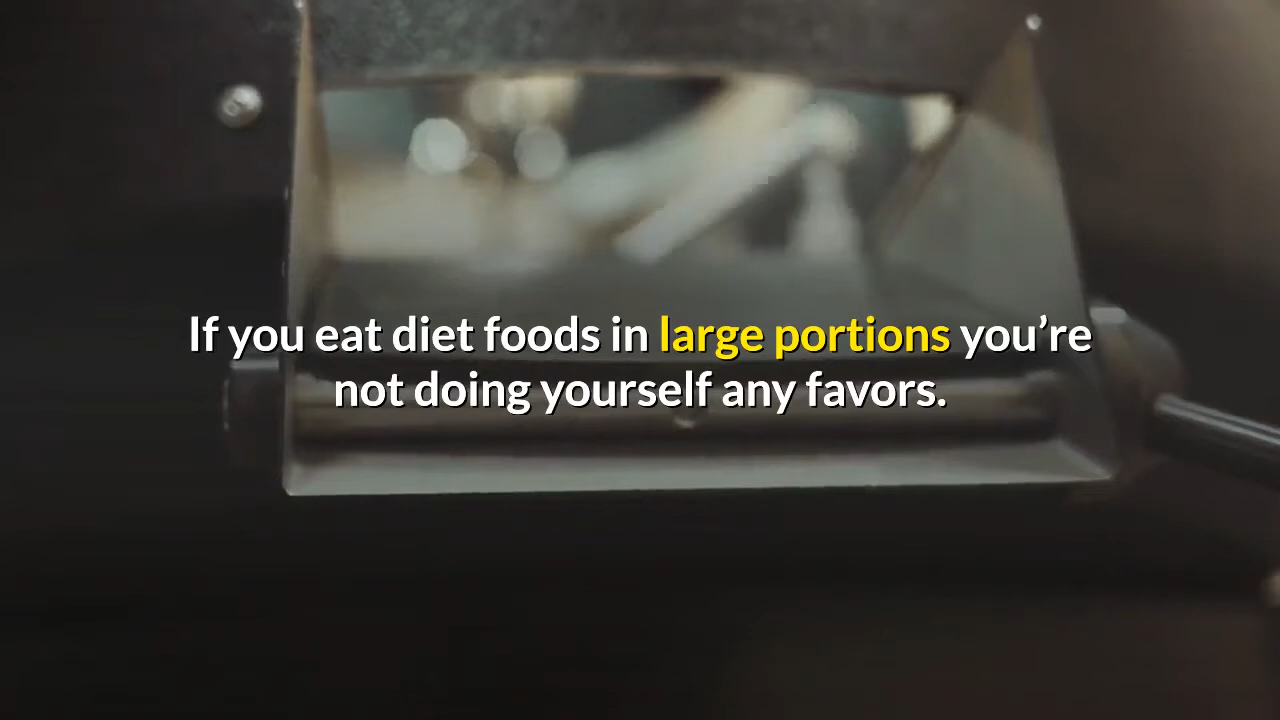 If you eat diet foods in large portions you’re
not doing yourself any favors.